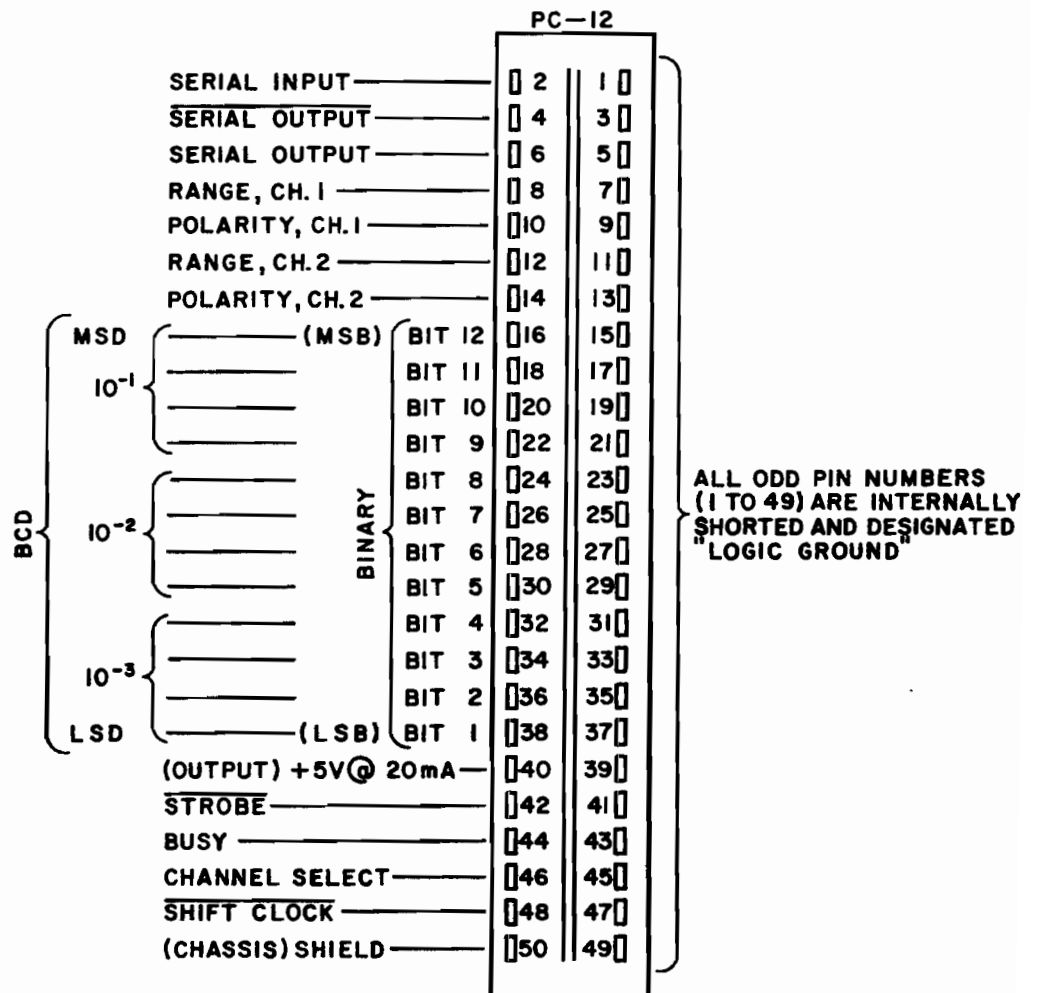 PC-12
SERIAL INPUT 2 1
SERIAL OUTPUT 4 3
SERIAL OUTPUT 6 5
RANGE, CH. 1 8 7
POLARITY, CH. 1 10 9
RANGE, CH. 2 12 11
POLARITY, CH. 2 14 13
MSD (MSB) BIT 12 16 15
BIT 11 18 17
10⁻¹
BIT 10 20 19
BIT 9 22 21
BIT 8 24 23
BIT 7 26 25
10⁻²
BCD
BINARY
BIT 6 28 27
BIT 5 30 29
ALL ODD PIN NUMBERS
(1 TO 49) ARE INTERNALLY
SHORTED AND DESIGNATED
"LOGIC GROUND"
BIT 4 32 31
BIT 3 34 33
10⁻³
BIT 2 36 35
LSD (LSB) BIT 1 38 37
(OUTPUT) +5V@ 20mA 40 39
STROBE 42 41
BUSY 44 43
CHANNEL SELECT 46 45
SHIFT CLOCK 48 47
(CHASSIS) SHIELD 50 49